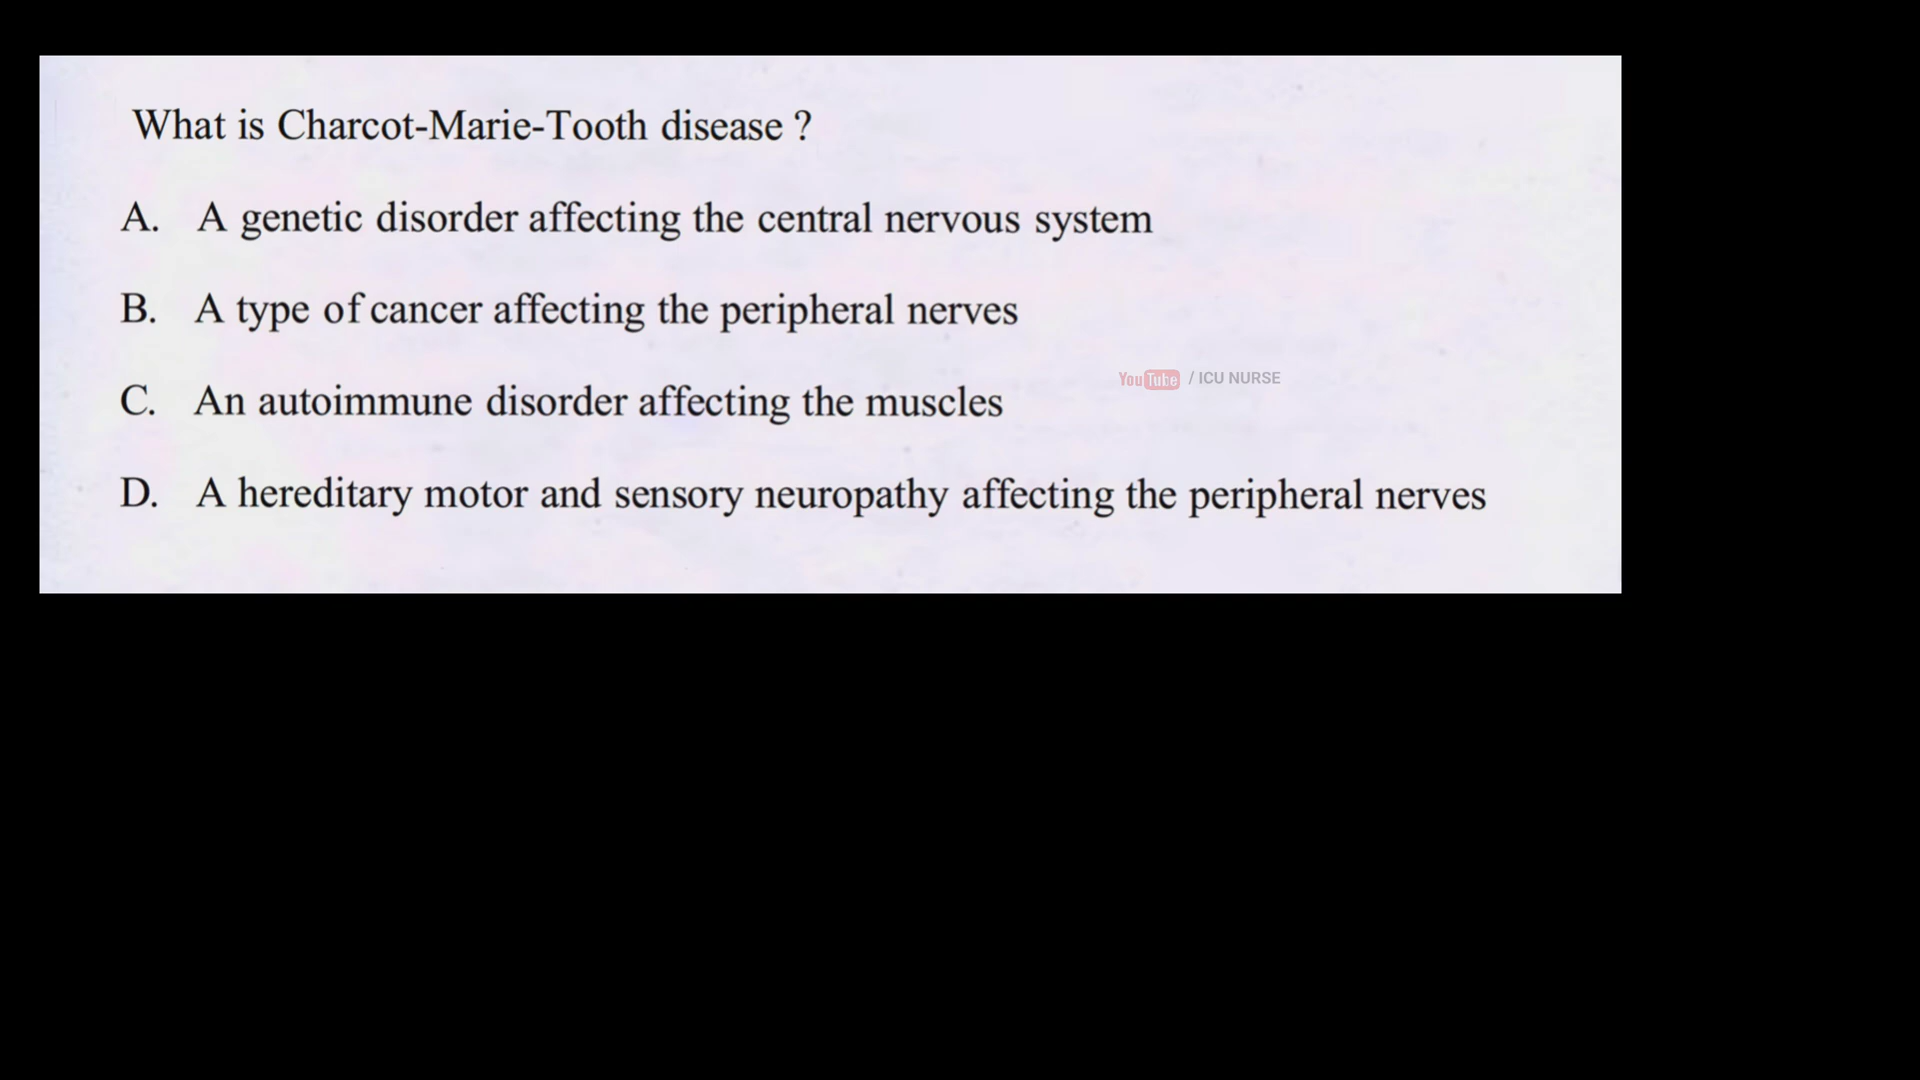 What is Charcot-Marie-Tooth disease ?
A. A genetic disorder affecting the central nervous system
B. A type of cancer affecting the peripheral nerves
YouTube / ICU NURSE
C. An autoimmune disorder affecting the muscles
D. A hereditary motor and sensory neuropathy affecting the peripheral nerves